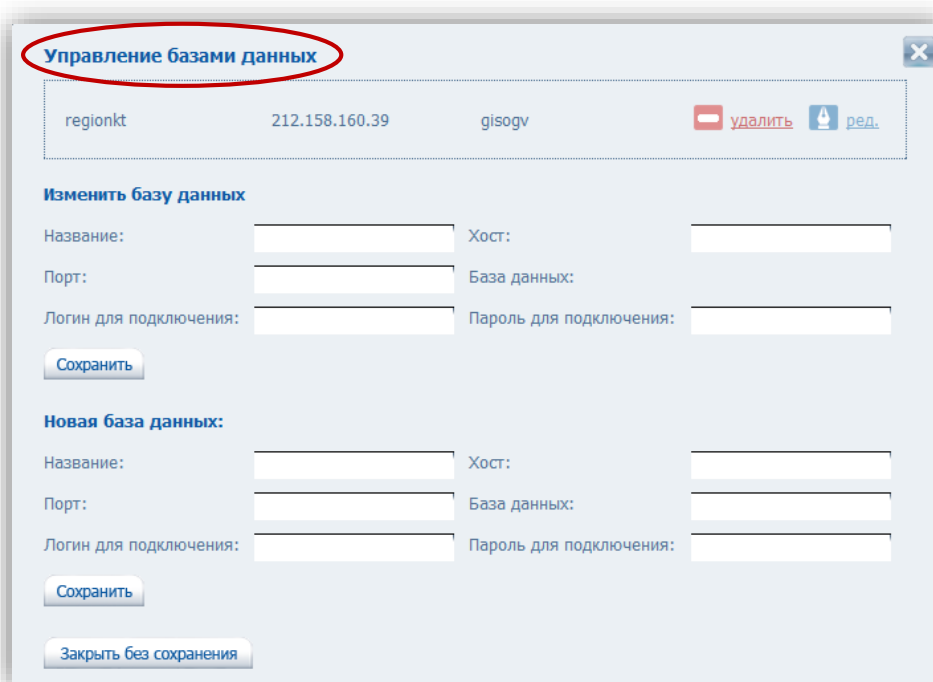 Управление базами данных
regionkt 212.158.160.39 gisogv удалить ред.
Изменить базу данных
Название: Хост:
Порт: База данных:
Логин для подключения: Пароль для подключения:
Сохранить
Новая база данных:
Название: Хост:
Порт: База данных:
Логин для подключения: Пароль для подключения:
Сохранить
Закрыть без сохранения